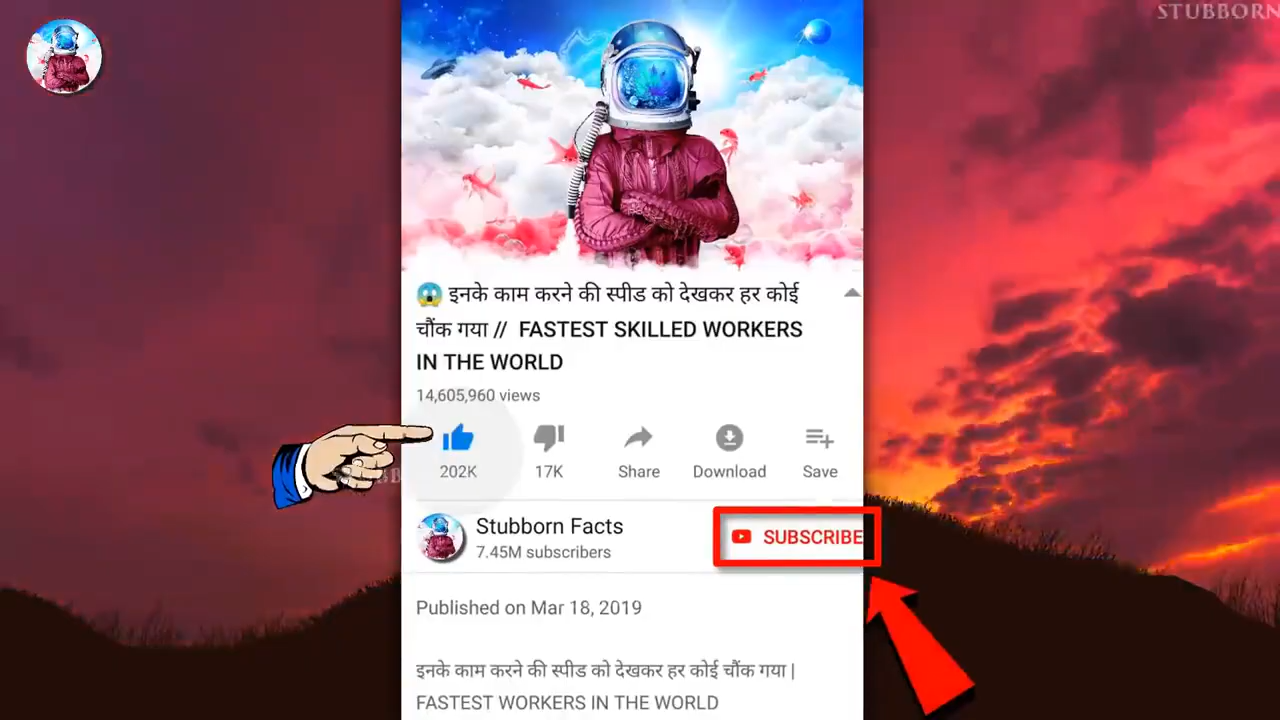 STUBBORN
😱 इनके काम करने की स्पीड को देखकर हर कोई
चौंक गया // FASTEST SKILLED WORKERS
IN THE WORLD
14,605,960 views
202K 17K Share Download Save
Stubborn Facts
7.45M subscribers
SUBSCRIBE
Published on Mar 18, 2019
इनके काम करने की स्पीड को देखकर हर कोई चौंक गया |
FASTEST WORKERS IN THE WORLD